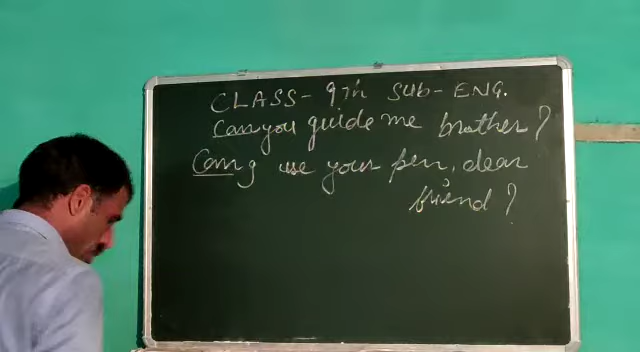 CLASS- 9th SUB- ENG.
Can you guide me brother?
Can I use your pen, dear
friend?